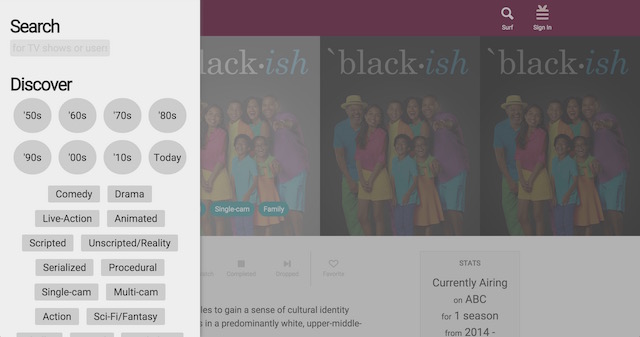 Search
for TV shows or users
Discover
'50s '60s '70s '80s
'90s '00s '10s Today
Comedy Drama
Live-Action Animated
Scripted Unscripted/Reality
Serialized Procedural
Single-cam Multi-cam
Action Sci-Fi/Fantasy
Surf Sign in
lack·ish `black·ish `black·ish
Single-cam Family
Completed Dropped Favorite
les to gain a sense of cultural identity
s in a predominantly white, upper-middle-
STATS
Currently Airing
on ABC
for 1 season
from 2014 -